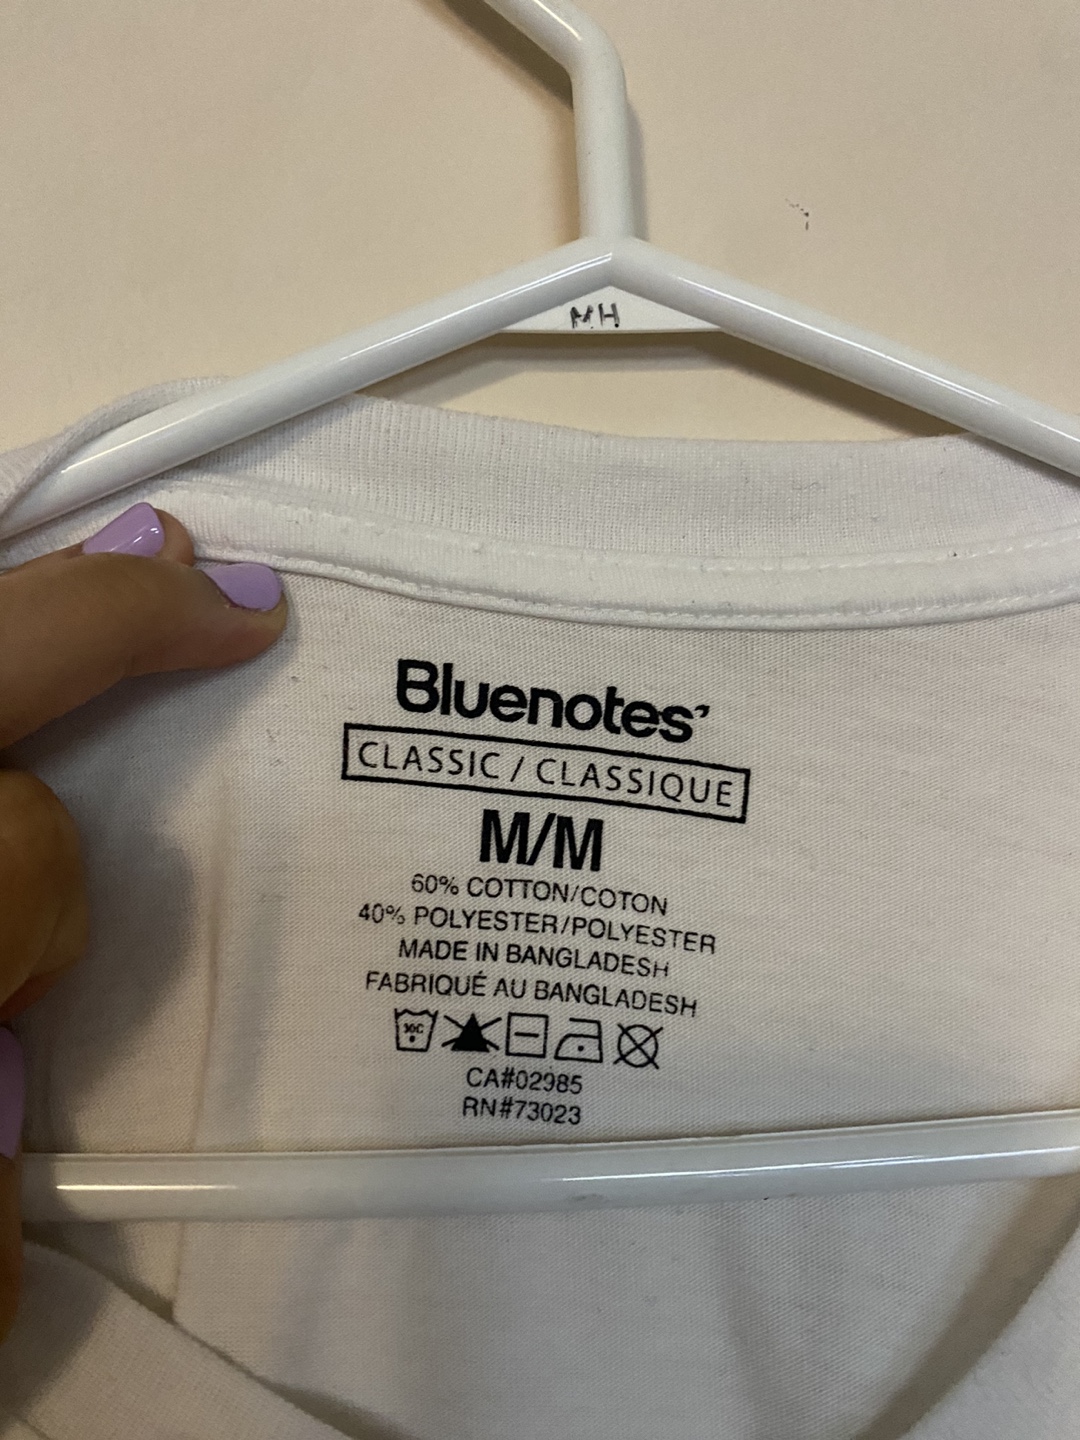 MH
Bluenotes
CLASSIC / CLASSIQUE
M/M
60% COTTON/COTON
40% POLYESTER/POLYESTER
MADE IN BANGLADESH
FABRIQUÉ AU BANGLADESH
30C
CA#02985
RN#73023